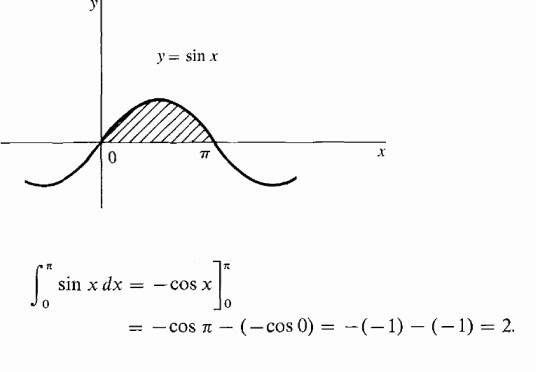 y
y = sin x
0 π x
∫₀^π sin x dx = −cos x ]₀^π
= −cos π − (−cos 0) = −(−1) − (−1) = 2.